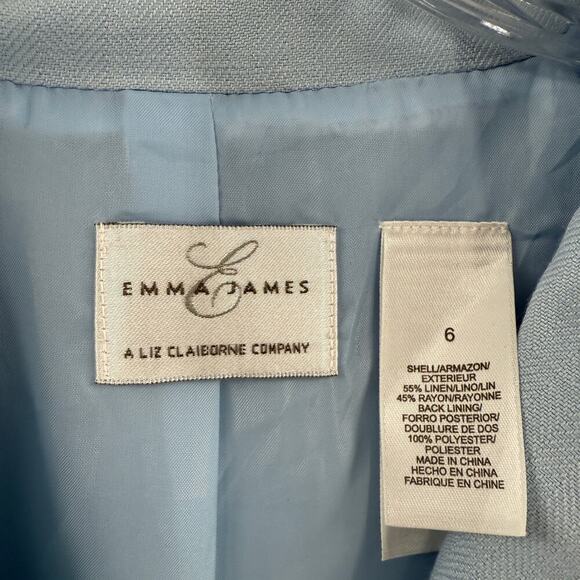 E
EMMA JAMES
A LIZ CLAIBORNE COMPANY
6
SHELL/ARMAZON/
EXTERIEUR
55% LINEN/LINO/LIN
45% RAYON/RAYONNE
BACK LINING/
FORRO POSTERIOR/
DOUBLURE DE DOS
100% POLYESTER/
POLIESTER
MADE IN CHINA
HECHO EN CHINA
FABRIQUE EN CHINE